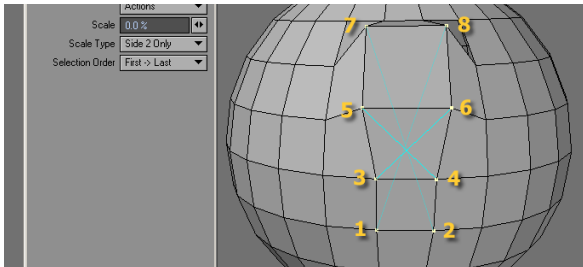 Actions
Scale 0.0 %
Scale Type Side 2 Only
Selection Order First -> Last
7 8
5 6
3 4
1 2